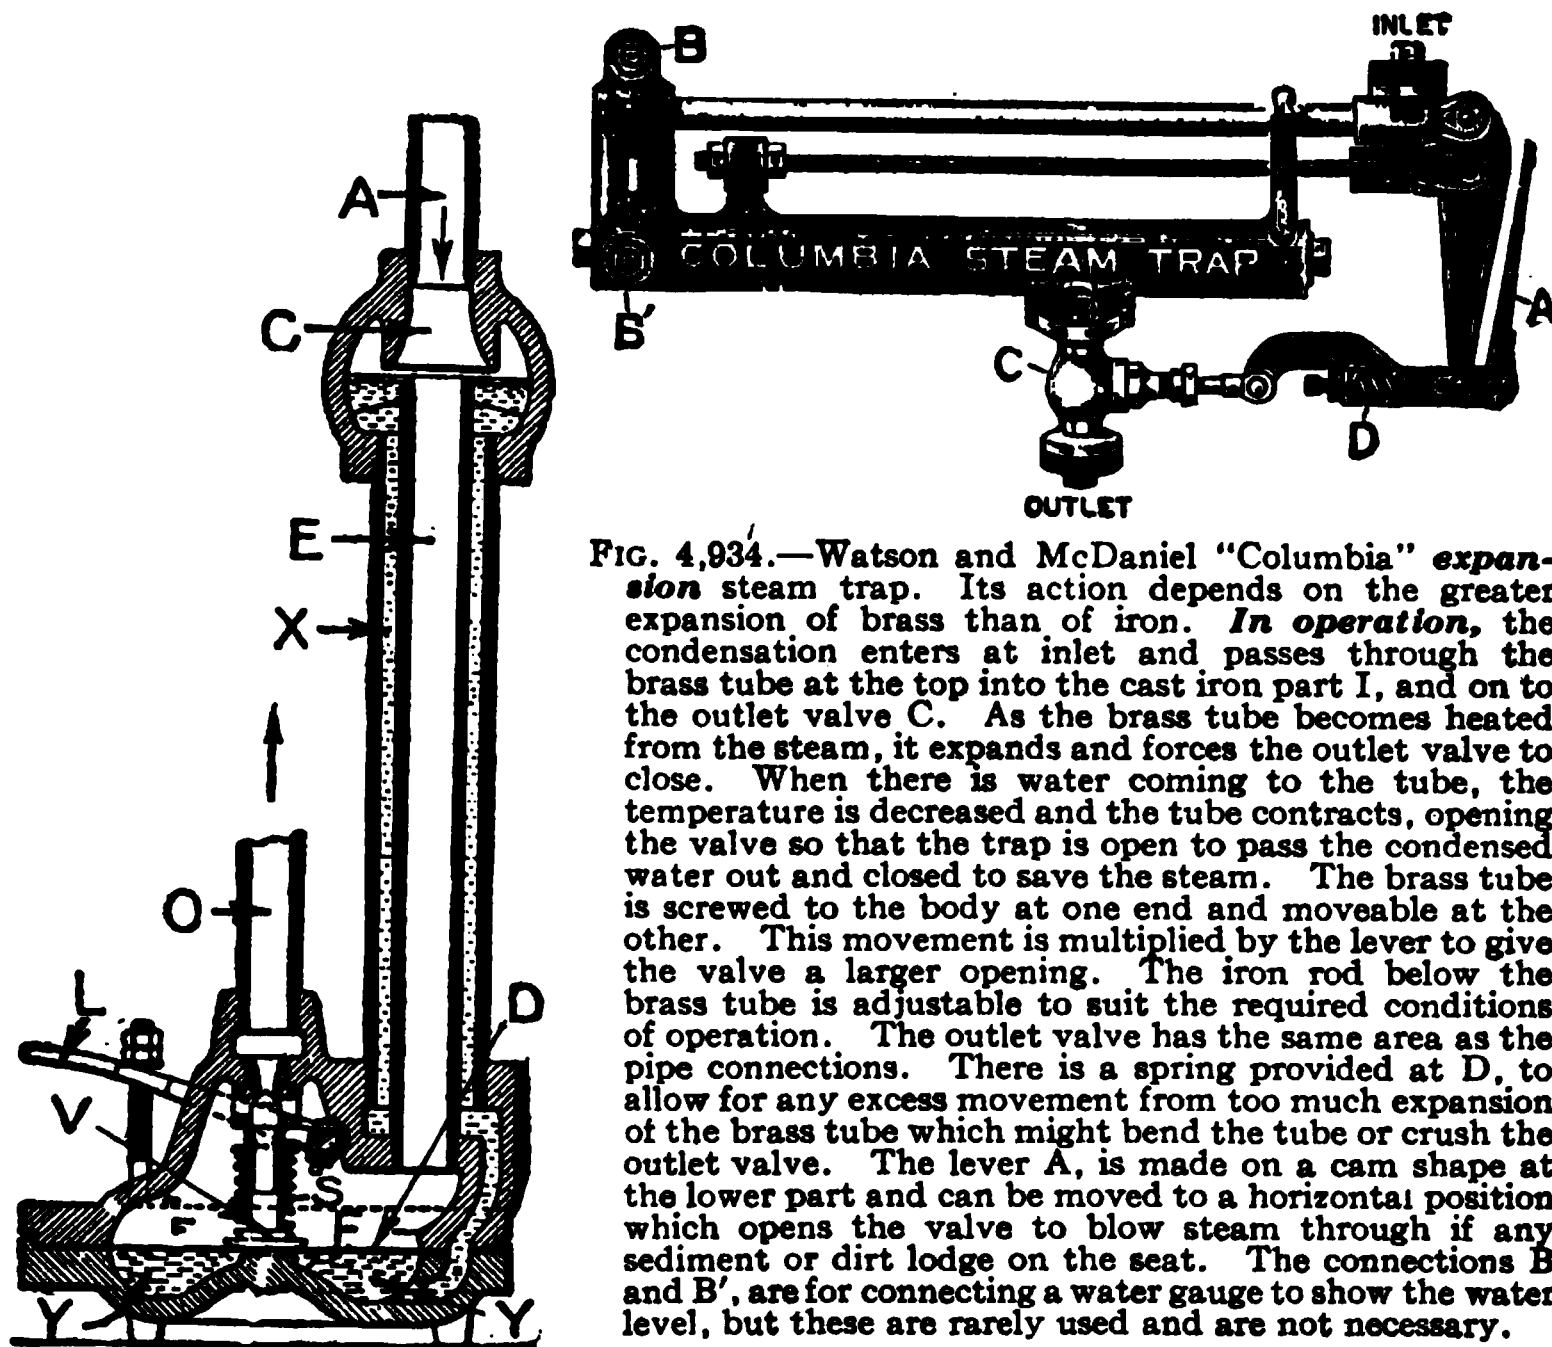 A
C
E
X
O
L
D
V
S
F
F
Y
Y
B
INLET
COLUMBIA STEAM TRAP
B'
A
C
D
OUTLET
FIG. 4,934.—Watson and McDaniel "Columbia" expan-
sion steam trap. Its action depends on the greater
expansion of brass than of iron. In operation, the
condensation enters at inlet and passes through the
brass tube at the top into the cast iron part I, and on to
the outlet valve C. As the brass tube becomes heated
from the steam, it expands and forces the outlet valve to
close. When there is water coming to the tube, the
temperature is decreased and the tube contracts, opening
the valve so that the trap is open to pass the condensed
water out and closed to save the steam. The brass tube
is screwed to the body at one end and moveable at the
other. This movement is multiplied by the lever to give
the valve a larger opening. The iron rod below the
brass tube is adjustable to suit the required conditions
of operation. The outlet valve has the same area as the
pipe connections. There is a spring provided at D, to
allow for any excess movement from too much expansion
of the brass tube which might bend the tube or crush the
outlet valve. The lever A, is made on a cam shape at
the lower part and can be moved to a horizontal position
which opens the valve to blow steam through if any
sediment or dirt lodge on the seat. The connections B
and B', are for connecting a water gauge to show the water
level, but these are rarely used and are not necessary.